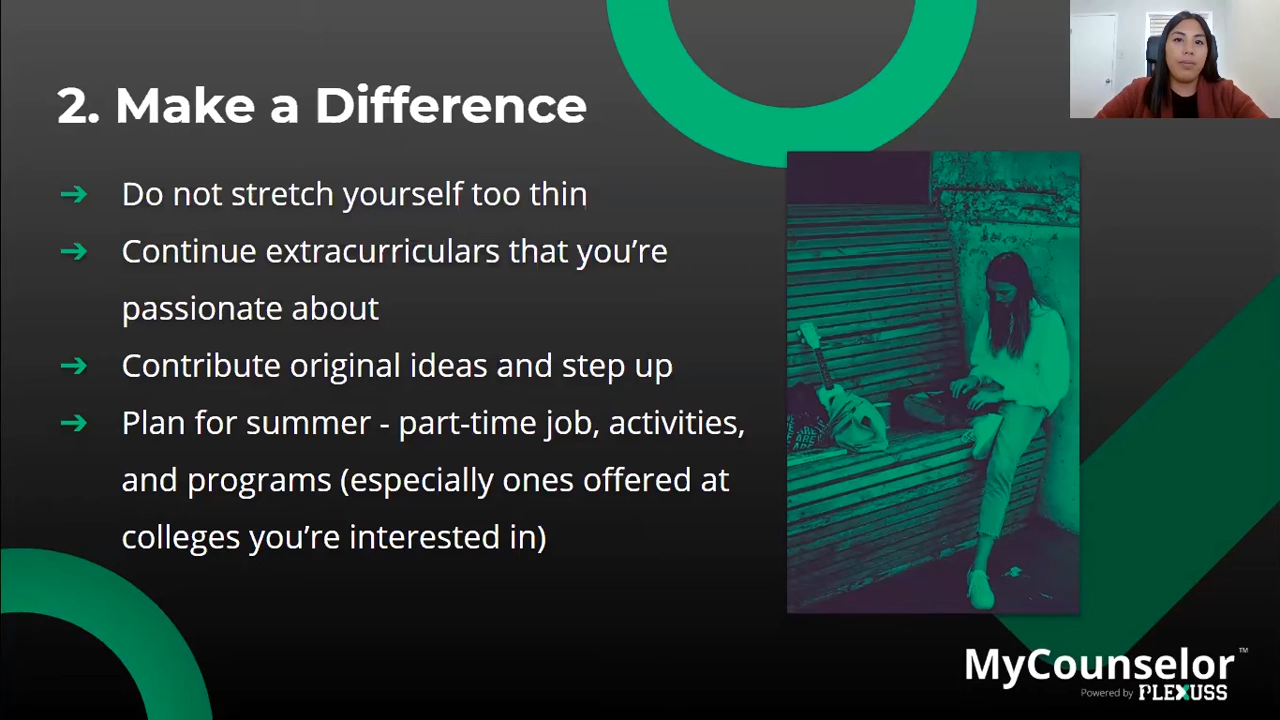 2. Make a Difference
➔ Do not stretch yourself too thin
➔ Continue extracurriculars that you’re
passionate about
➔ Contribute original ideas and step up
➔ Plan for summer - part-time job, activities,
and programs (especially ones offered at
colleges you’re interested in)
MyCounselor™
Powered by PLEXUSS